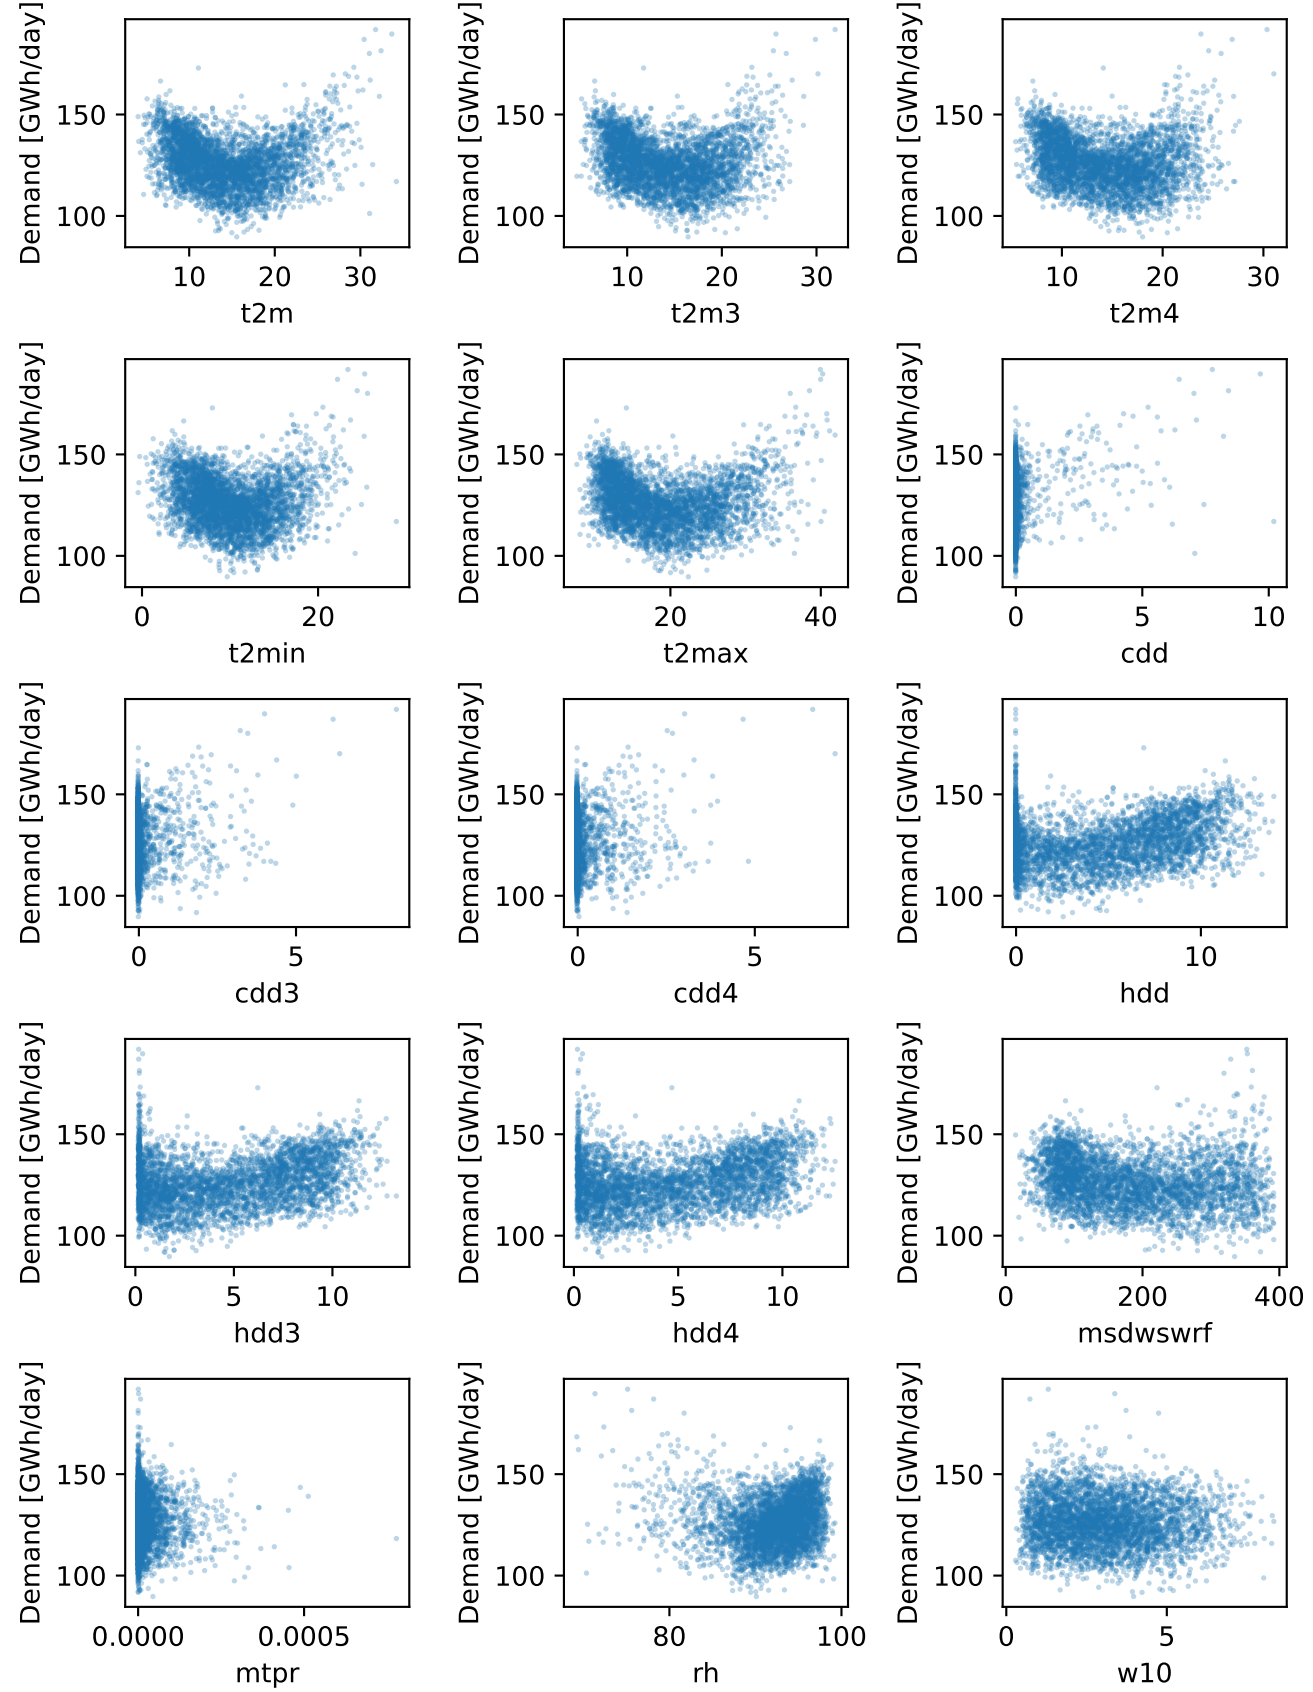 Demand [GWh/day]
150
100
10 20 30
t2m
Demand [GWh/day]
150
100
10 20 30
t2m3
Demand [GWh/day]
150
100
10 20 30
t2m4
Demand [GWh/day]
150
100
0 20
t2min
Demand [GWh/day]
150
100
20 40
t2max
Demand [GWh/day]
150
100
0 5 10
cdd
Demand [GWh/day]
150
100
0 5
cdd3
Demand [GWh/day]
150
100
0 5
cdd4
Demand [GWh/day]
150
100
0 10
hdd
Demand [GWh/day]
150
100
0 5 10
hdd3
Demand [GWh/day]
150
100
0 5 10
hdd4
Demand [GWh/day]
150
100
0 200 400
msdwswrf
Demand [GWh/day]
150
100
0.0000 0.0005
mtpr
Demand [GWh/day]
150
100
80 100
rh
Demand [GWh/day]
150
100
0 5
w10